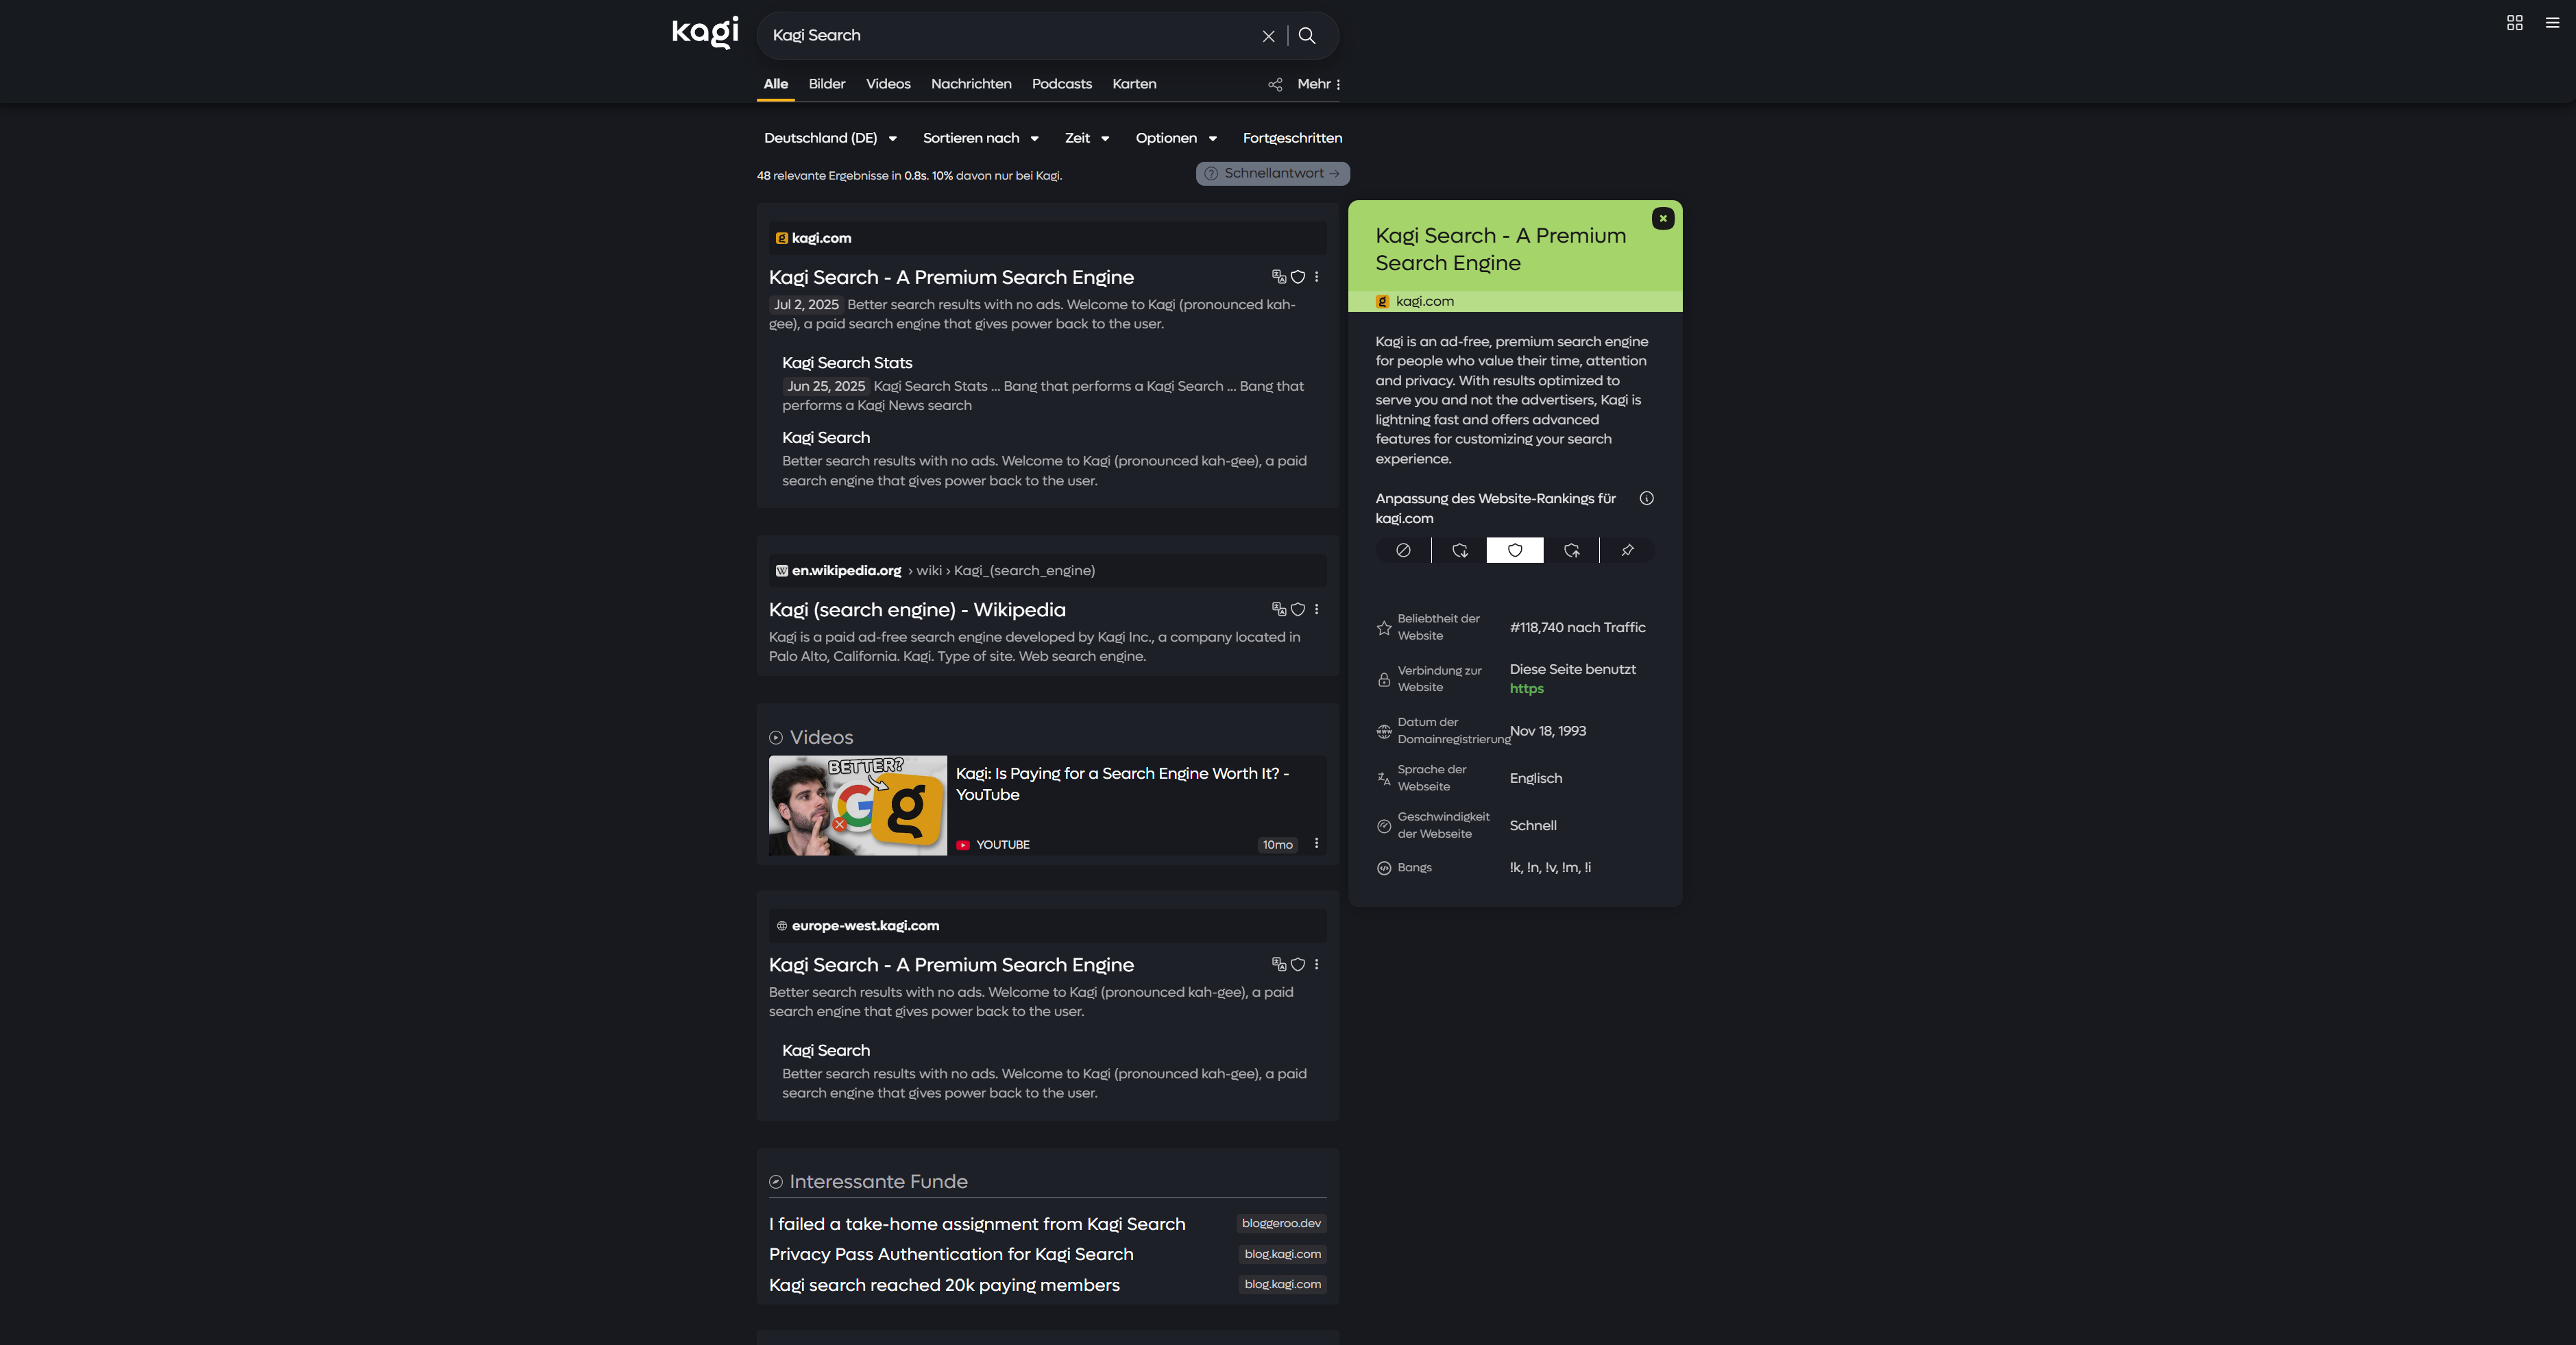 kagi
Kagi Search
Alle Bilder Videos Nachrichten Podcasts Karten Mehr
Deutschland (DE) Sortieren nach Zeit Optionen Fortgeschritten
48 relevante Ergebnisse in 0.8s. 10% davon nur bei Kagi.
Schnellantwort →
kagi.com
Kagi Search - A Premium Search Engine
Jul 2, 2025 Better search results with no ads. Welcome to Kagi (pronounced kah-
gee), a paid search engine that gives power back to the user.
Kagi Search Stats
Jun 25, 2025 Kagi Search Stats ... Bang that performs a Kagi Search ... Bang that
performs a Kagi News search
Kagi Search
Better search results with no ads. Welcome to Kagi (pronounced kah-gee), a paid
search engine that gives power back to the user.
en.wikipedia.org › wiki › Kagi_(search_engine)
Kagi (search engine) - Wikipedia
Kagi is a paid ad-free search engine developed by Kagi Inc., a company located in
Palo Alto, California. Kagi. Type of site. Web search engine.
Videos
BETTER?
Kagi: Is Paying for a Search Engine Worth It? -
YouTube
YOUTUBE
10mo
europe-west.kagi.com
Kagi Search - A Premium Search Engine
Better search results with no ads. Welcome to Kagi (pronounced kah-gee), a paid
search engine that gives power back to the user.
Kagi Search
Better search results with no ads. Welcome to Kagi (pronounced kah-gee), a paid
search engine that gives power back to the user.
Interessante Funde
I failed a take-home assignment from Kagi Search bloggeroo.dev
Privacy Pass Authentication for Kagi Search blog.kagi.com
Kagi search reached 20k paying members blog.kagi.com
Kagi Search - A Premium
Search Engine
kagi.com
Kagi is an ad-free, premium search engine
for people who value their time, attention
and privacy. With results optimized to
serve you and not the advertisers, Kagi is
lightning fast and offers advanced
features for customizing your search
experience.
Anpassung des Website-Rankings für
kagi.com
Beliebtheit der
Website
#118,740 nach Traffic
Verbindung zur
Website
Diese Seite benutzt
https
Datum der
Domainregistrierung
Nov 18, 1993
Sprache der
Webseite
Englisch
Geschwindigkeit
der Webseite
Schnell
Bangs
!k, !n, !v, !m, !i